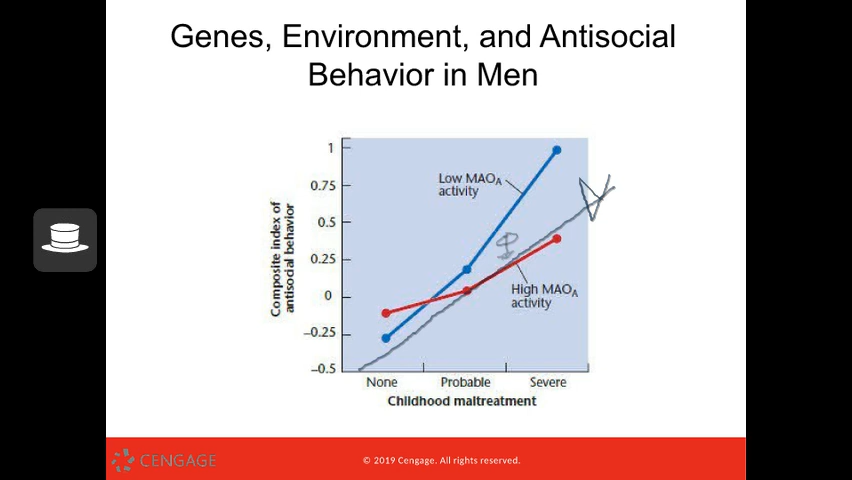 Genes, Environment, and Antisocial
Behavior in Men
Composite index of
antisocial behavior
1
0.75
0.5
0.25
0
−0.25
−0.5
Low MAOA
activity
High MAOA
activity
None
Probable
Severe
Childhood maltreatment
CENGAGE
© 2019 Cengage. All rights reserved.